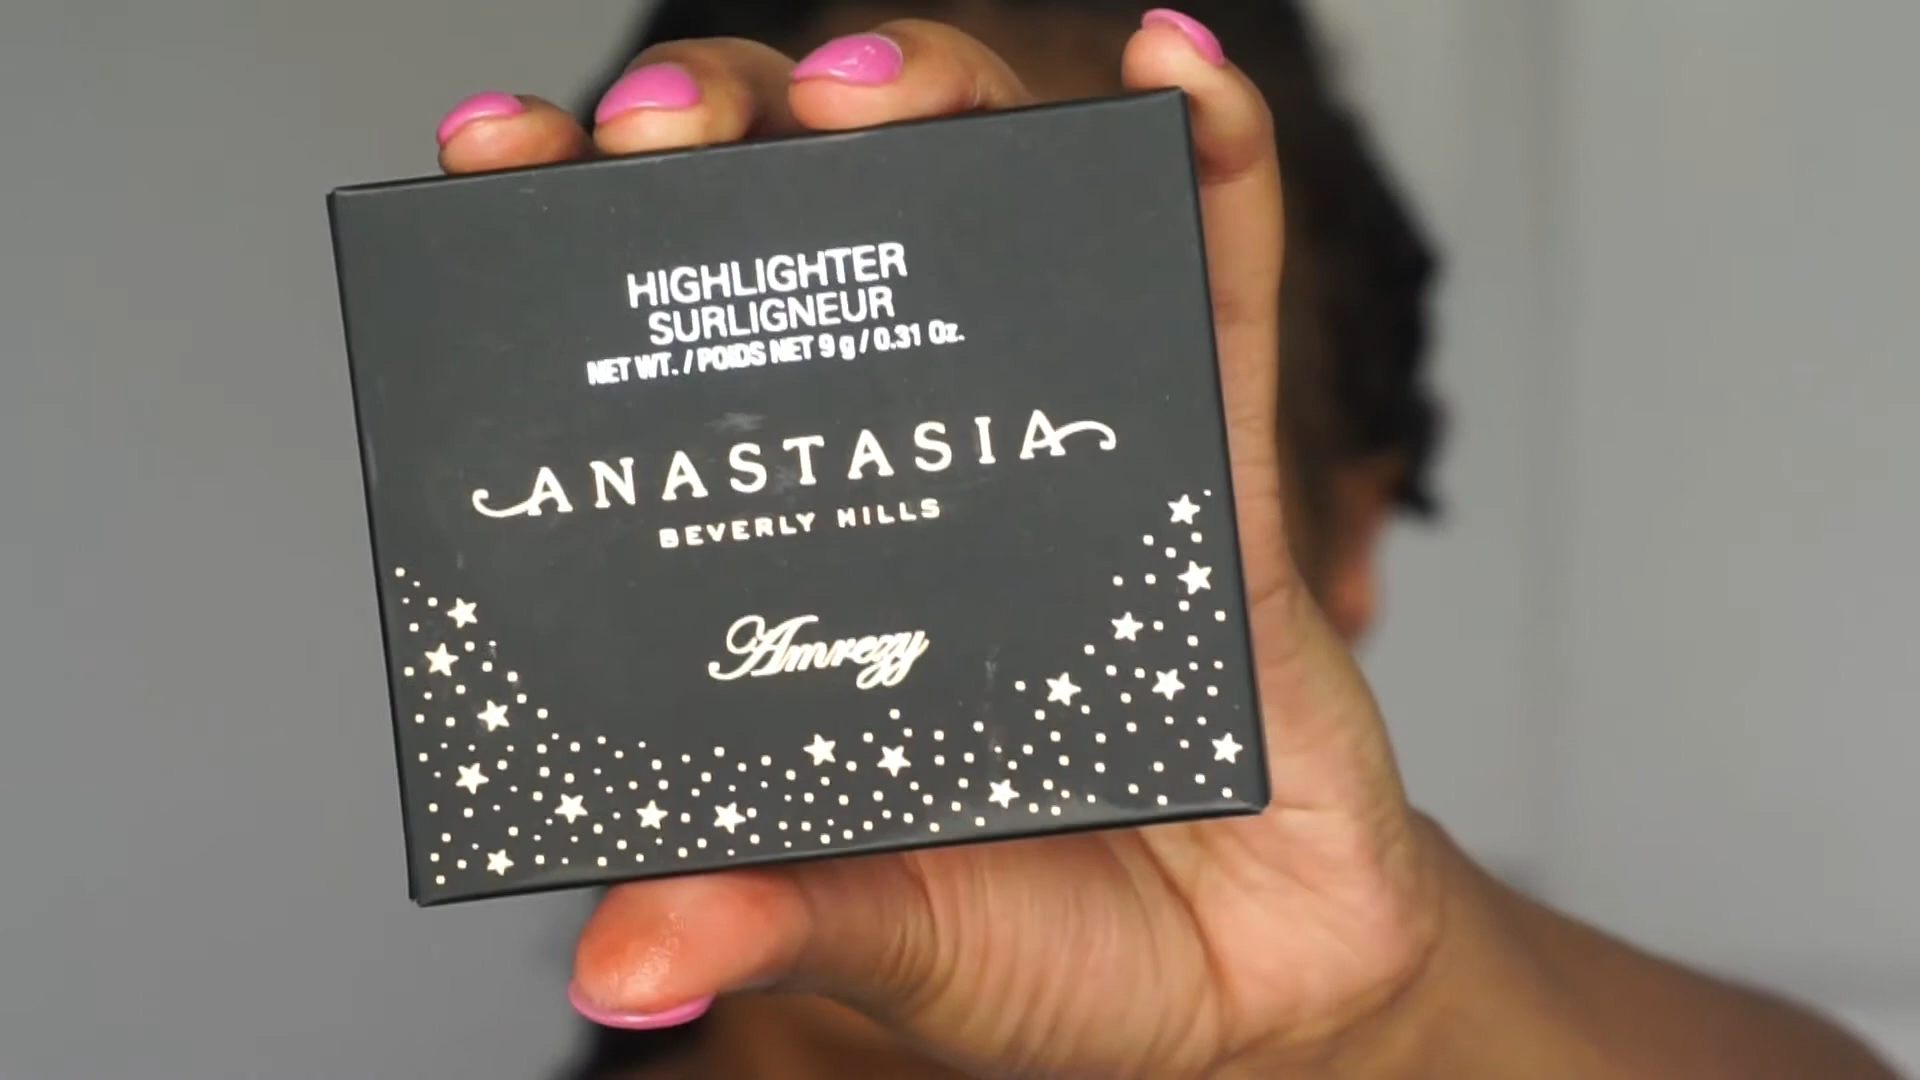 HIGHLIGHTER
SURLIGNEUR
NET WT. / POIDS NET 9 g / 0.31 Oz.
ANASTASIA
BEVERLY HILLS
Amrezy